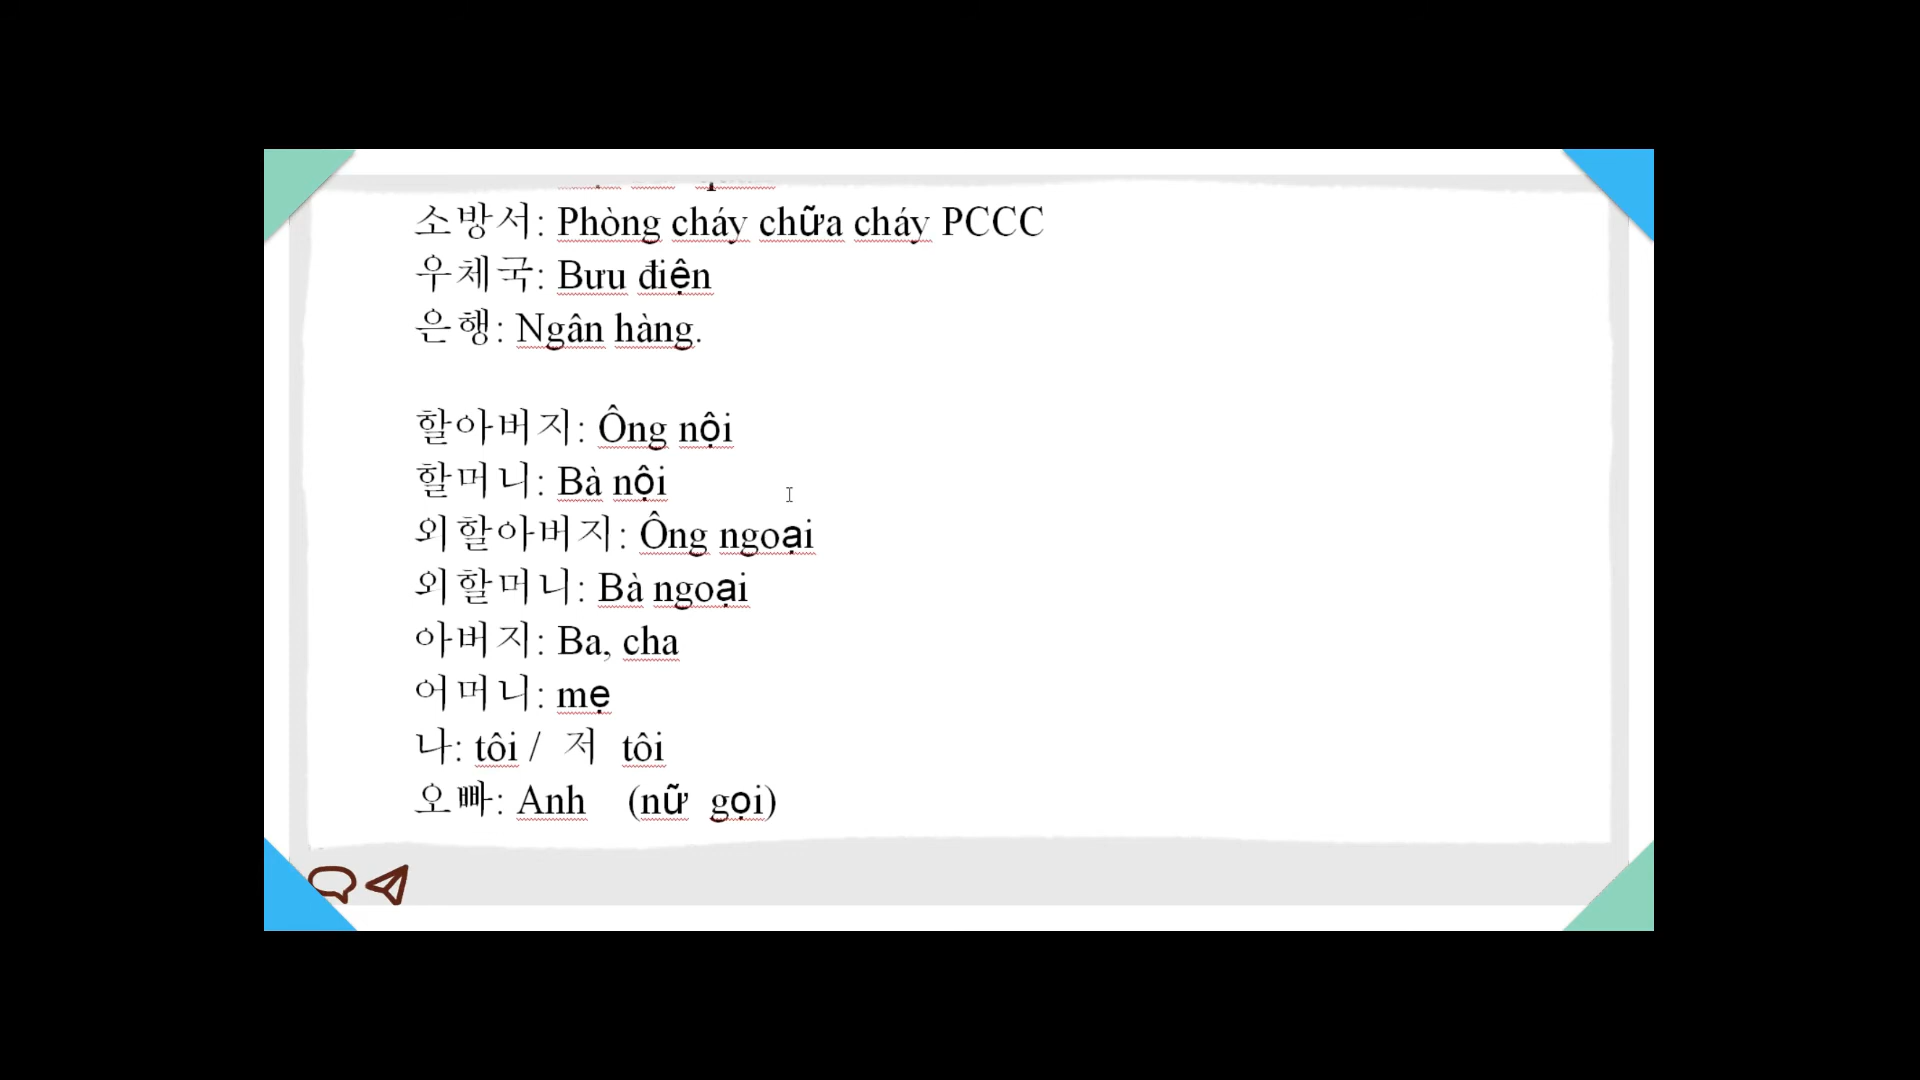 소방서: Phòng cháy chữa cháy PCCC
우체국: Bưu điện
은행: Ngân hàng.
할아버지: Ông nội
할머니: Bà nội
외할아버지: Ông ngoại
외할머니: Bà ngoại
아버지: Ba, cha
어머니: mẹ
나: tôi / 저 tôi
오빠: Anh (nữ gọi)